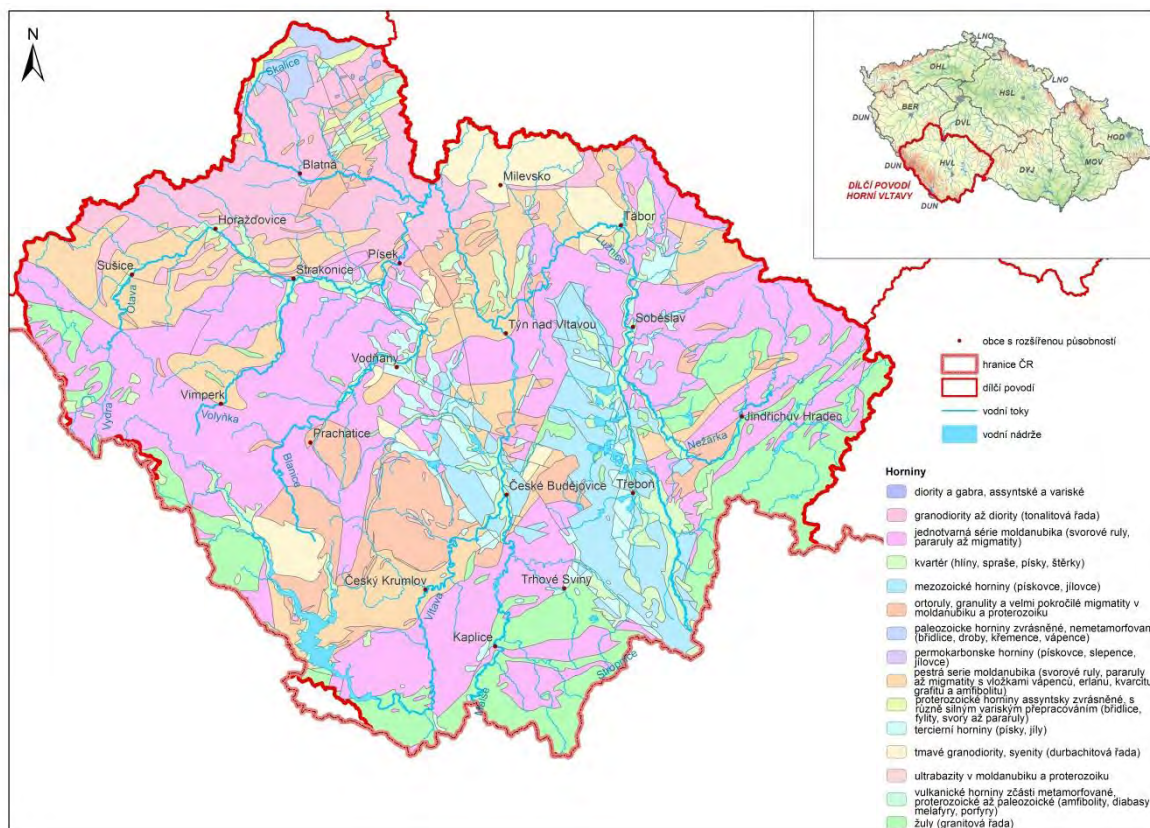 N
Skalice
Blatná
Milevsko
Horažďovice
Tábor
Lužnice
Písek
Sušice
Strakonice
Otava
Soběslav
Týn nad Vltavou
Vodňany
Vimperk
Volyňka
Vydra
Jindřichův Hradec
Prachatice
Nežárka
Blanice
České Budějovice
Třeboň
Český Krumlov
Trhové Sviny
Vltava
Kaplice
Stropnice
Malše
LNO
OHL
LNO
HSL
BER
DUN
DVL
HOD
DUN
HVL
DYJ
MOV
DÍLČÍ POVODÍ
HORNÍ VLTAVY
DUN
obce s rozšířenou působností
hranice ČR
dílčí povodí
vodní toky
vodní nádrže
Horniny
diority a gabra, assyntské a variské
granodiority až diority (tonalitová řada)
jednotvarná série moldanubika (svorové ruly,
pararuly až migmatity)
kvartér (hlíny, spraše, písky, štěrky)
mezozoické horniny (pískovce, jílovce)
ortoruly, granulity a velmi pokročilé migmatity v
moldanubiku a proterozoiku
paleozoické horniny zvrásněné, nemetamorfovan
(břidlice, droby, křemence, vápence)
permokarbonske horniny (pískovce, slepence,
jílovce)
pestrá serie moldanubika (svorové ruly, pararuly
až migmatity s vložkami vápenců, erlanu, kvarcitu
grafitu a amfibolitu)
proterozoické horniny assyntsky zvrásněné, s
různě silným variským přepracováním (břidlice,
fylity, svory až pararuly)
tercierní horniny (písky, jíly)
tmavé granodiority, syenity (durbachitová řada)
ultrabazity v moldanubiku a proterozoiku
vulkanické horniny zčásti metamorfované,
proterozoické až paleozoické (amfibolity, diabasy
melafyry, porfyry)
žuly (granitová řada)